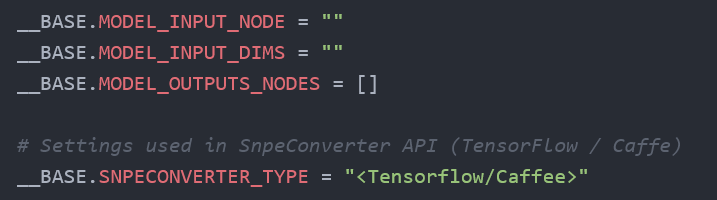 __BASE.MODEL_INPUT_NODE = ""
__BASE.MODEL_INPUT_DIMS = ""
__BASE.MODEL_OUTPUTS_NODES = []
# Settings used in SnpeConverter API (TensorFlow / Caffe)
__BASE.SNPECONVERTER_TYPE = "<Tensorflow/Caffee>"